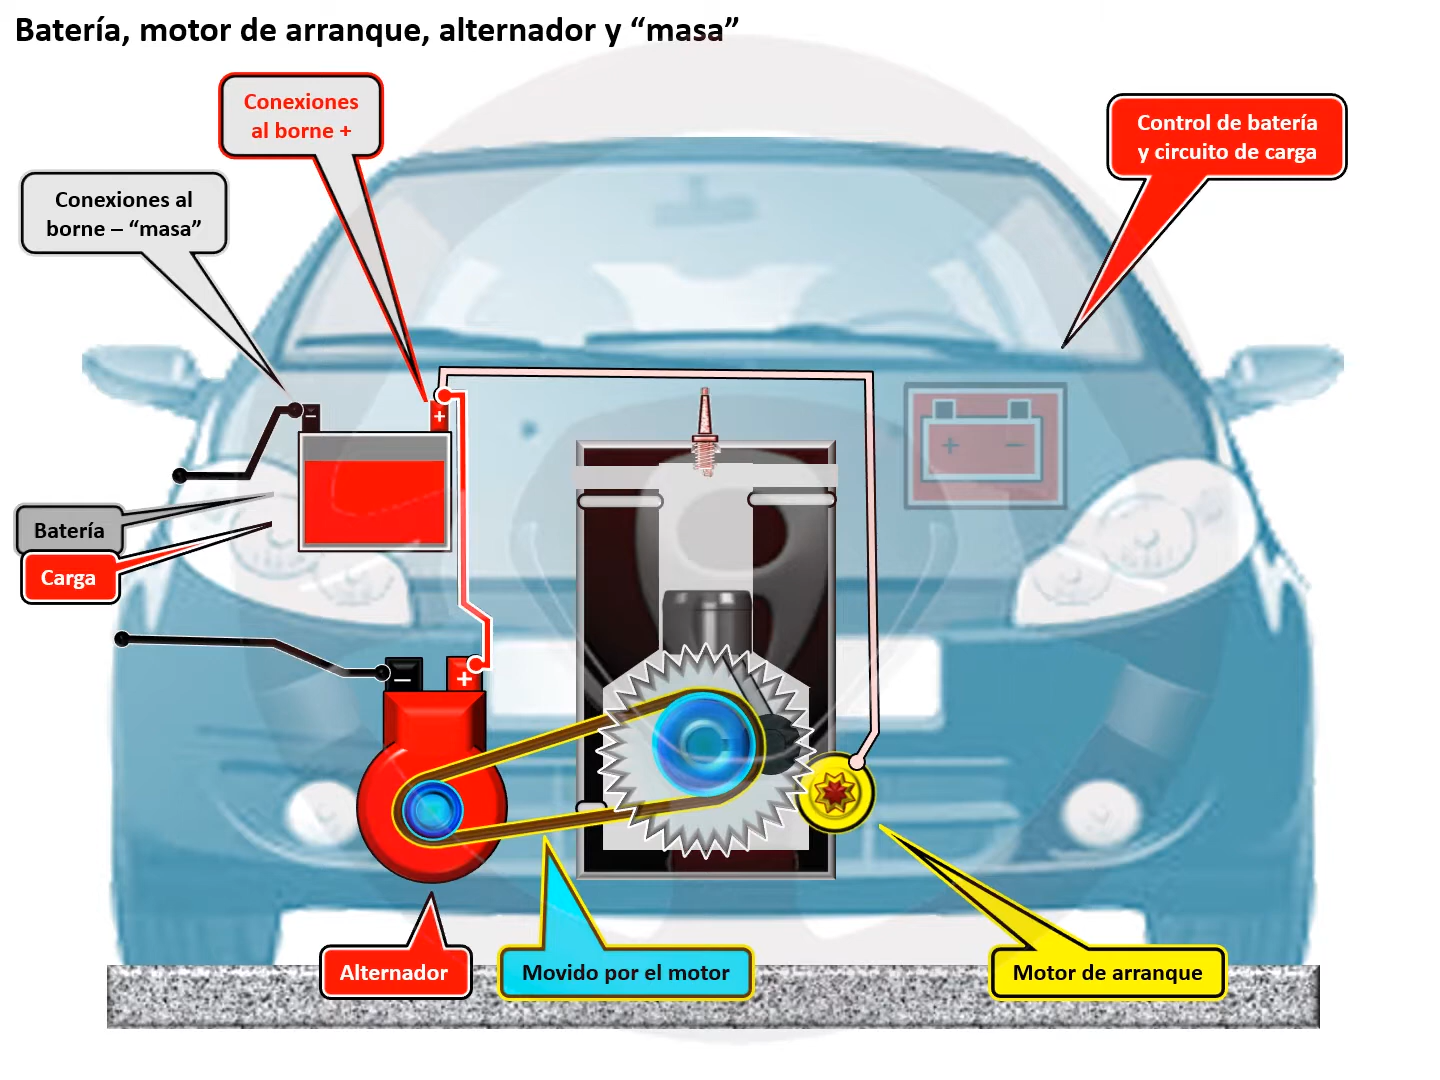 Batería, motor de arranque, alternador y “masa”
Conexiones
al borne +
Control de batería
y circuito de carga
Conexiones al
borne – “masa”
– +
+ –
Batería
Carga
– +
Alternador
Movido por el motor
Motor de arranque